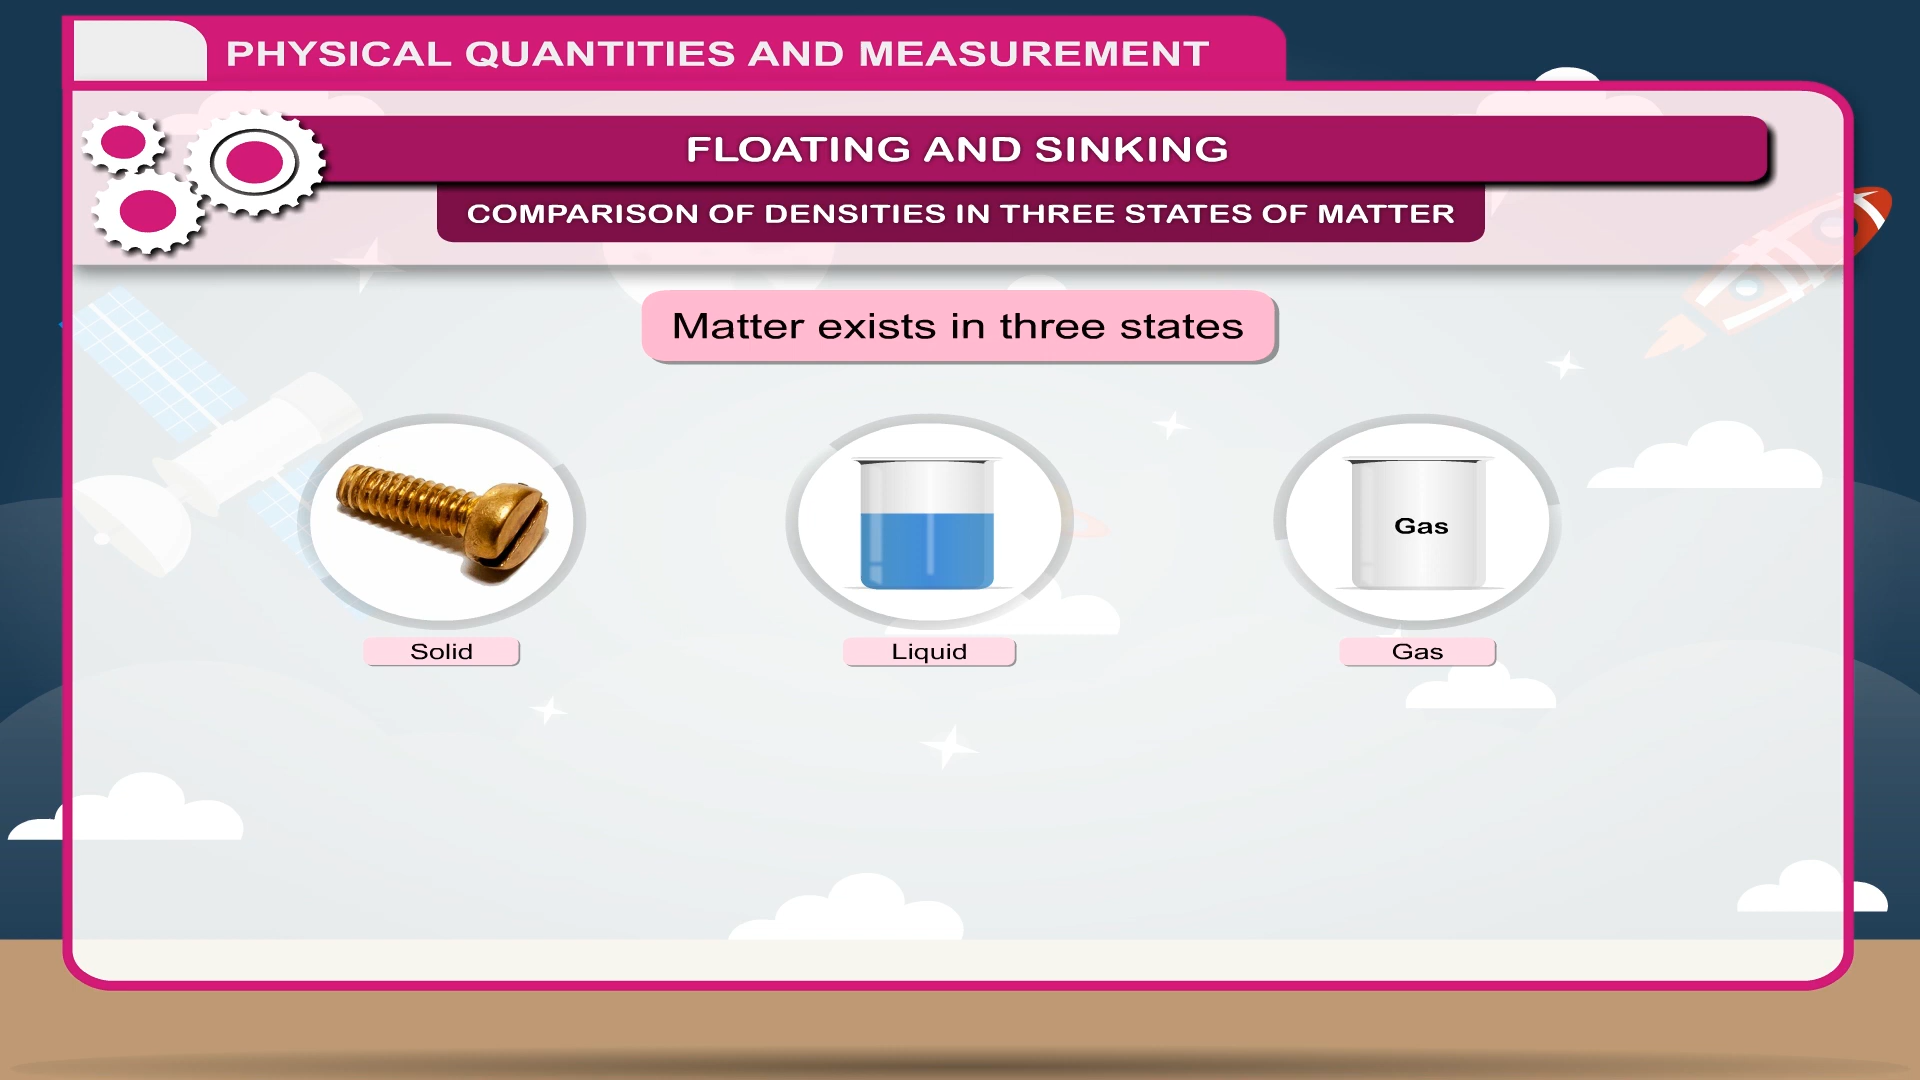 PHYSICAL QUANTITIES AND MEASUREMENT
FLOATING AND SINKING
COMPARISON OF DENSITIES IN THREE STATES OF MATTER
Matter exists in three states
Gas
Solid
Liquid
Gas